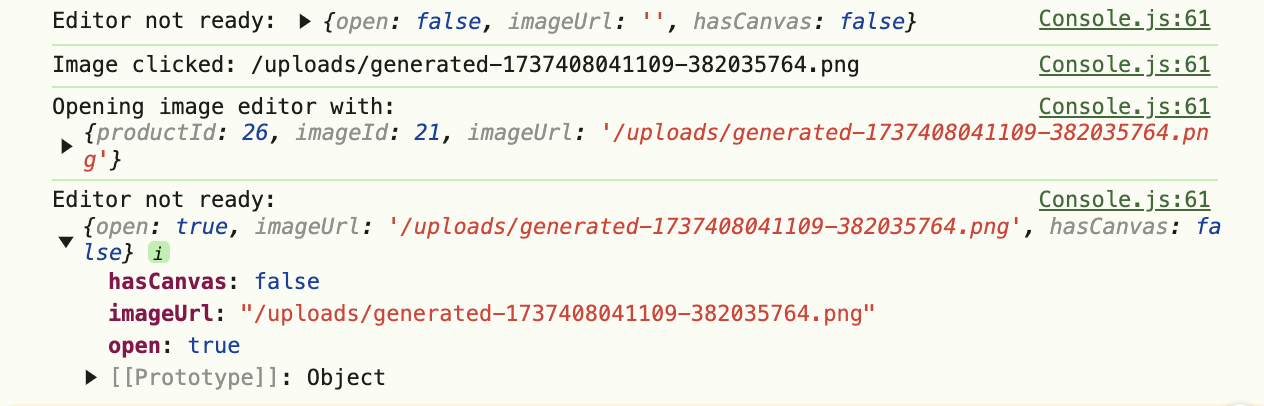 Editor not ready: ▶ {open: false, imageUrl: '', hasCanvas: false} Console.js:61
Image clicked: /uploads/generated-1737408041109-382035764.png Console.js:61
Opening image editor with: Console.js:61
▶ {productId: 26, imageId: 21, imageUrl: '/uploads/generated-1737408041109-382035764.pn
g'}
Editor not ready: Console.js:61
▼ {open: true, imageUrl: '/uploads/generated-1737408041109-382035764.png', hasCanvas: fa
lse} i
hasCanvas: false
imageUrl: "/uploads/generated-1737408041109-382035764.png"
open: true
▶ [[Prototype]]: Object